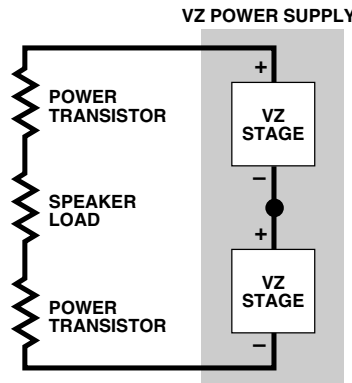 VZ POWER SUPPLY
+
POWER
TRANSISTOR
VZ
STAGE
–
SPEAKER
LOAD
+
VZ
STAGE
POWER
TRANSISTOR
–